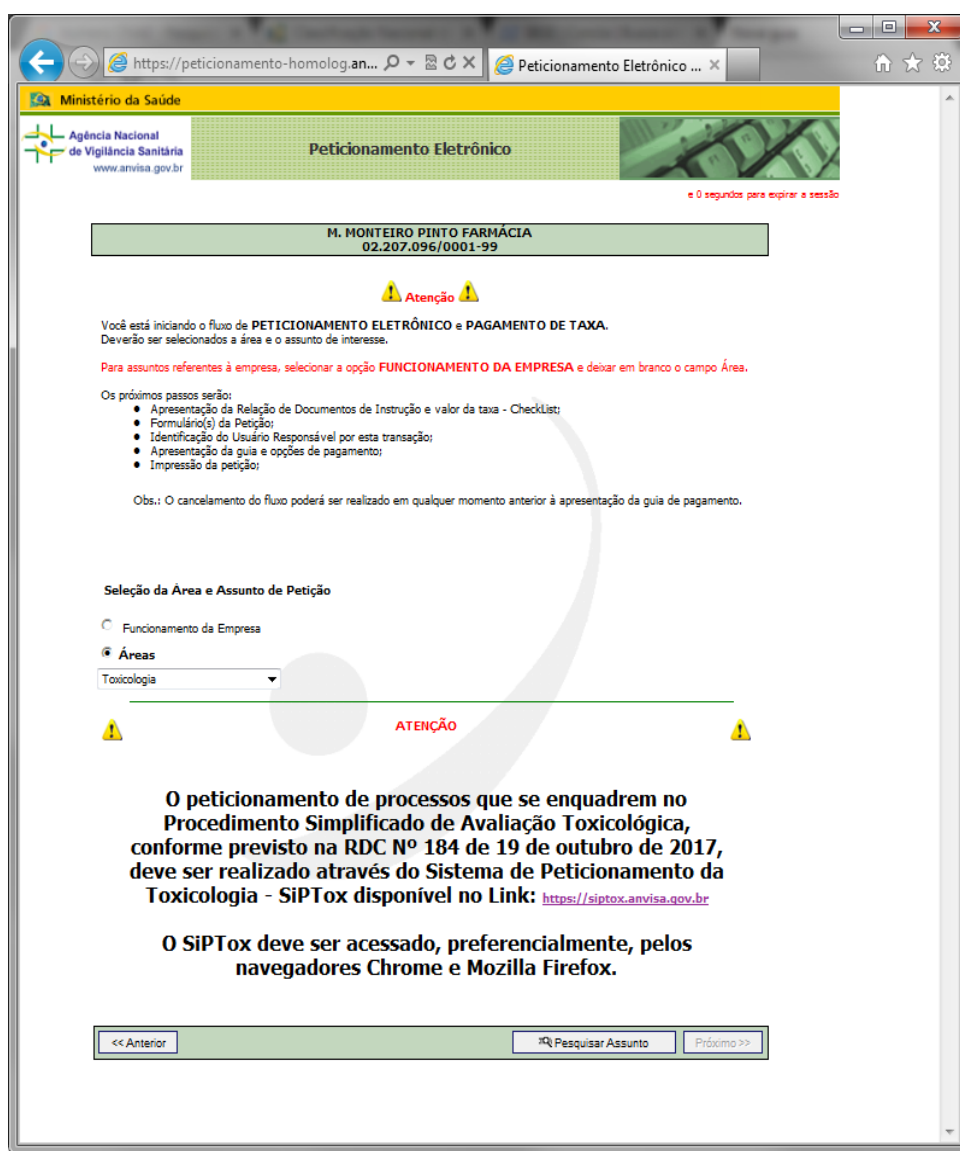 https://peticionamento-homolog.an...
Peticionamento Eletrônico ...
Ministério da Saúde
Agência Nacional
de Vigilância Sanitária
www.anvisa.gov.br
Peticionamento Eletrônico
e 0 segundos para expirar a sessão
M. MONTEIRO PINTO FARMÁCIA
02.207.096/0001-99
Atenção
Você está iniciando o fluxo de PETICIONAMENTO ELETRÔNICO e PAGAMENTO DE TAXA.
Deverão ser selecionados a área e o assunto de interesse.
Para assuntos referentes à empresa, selecionar a opção FUNCIONAMENTO DA EMPRESA e deixar em branco o campo Área.
Os próximos passos serão:
• Apresentação da Relação de Documentos de Instrução e valor da taxa - CheckList;
• Formulário(s) da Petição;
• Identificação do Usuário Responsável por esta transação;
• Apresentação da guia e opções de pagamento;
• Impressão da petição;
Obs.: O cancelamento do fluxo poderá ser realizado em qualquer momento anterior à apresentação da guia de pagamento.
Seleção da Área e Assunto de Petição
Funcionamento da Empresa
Áreas
Toxicologia
ATENÇÃO
O peticionamento de processos que se enquadrem no
Procedimento Simplificado de Avaliação Toxicológica,
conforme previsto na RDC Nº 184 de 19 de outubro de 2017,
deve ser realizado através do Sistema de Peticionamento da
Toxicologia - SiPTox disponível no Link: https://siptox.anvisa.gov.br
O SiPTox deve ser acessado, preferencialmente, pelos
navegadores Chrome e Mozilla Firefox.
<< Anterior
Pesquisar Assunto
Próximo >>